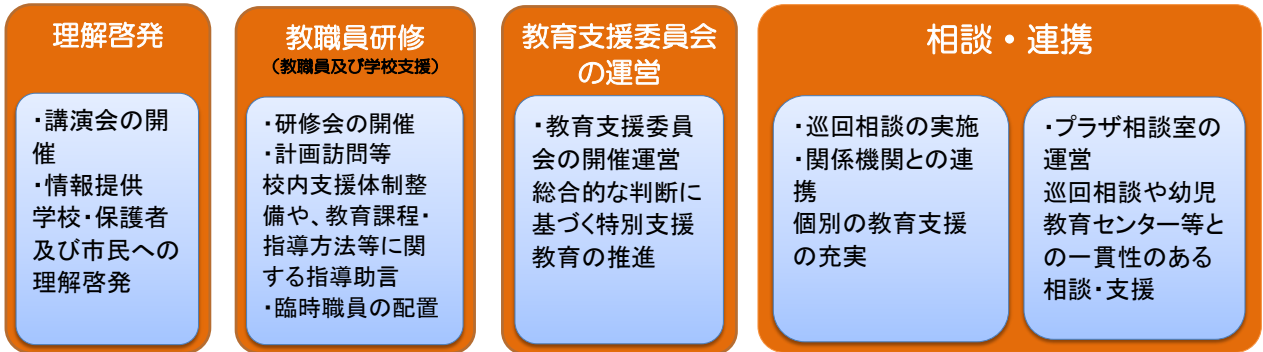 理解啓発
・講演会の開
催
・情報提供
学校・保護者
及び市民への
理解啓発
教職員研修
（教職員及び学校支援）
・研修会の開催
・計画訪問等
校内支援体制整
備や、教育課程・
指導方法等に関
する指導助言
・臨時職員の配置
教育支援委員会
の運営
・教育支援委員
会の開催運営
総合的な判断に
基づく特別支援
教育の推進
相談・連携
・巡回相談の実施
・関係機関との連
携
個別の教育支援
の充実
・プラザ相談室の
運営
巡回相談や幼児
教育センター等と
の一貫性のある
相談・支援